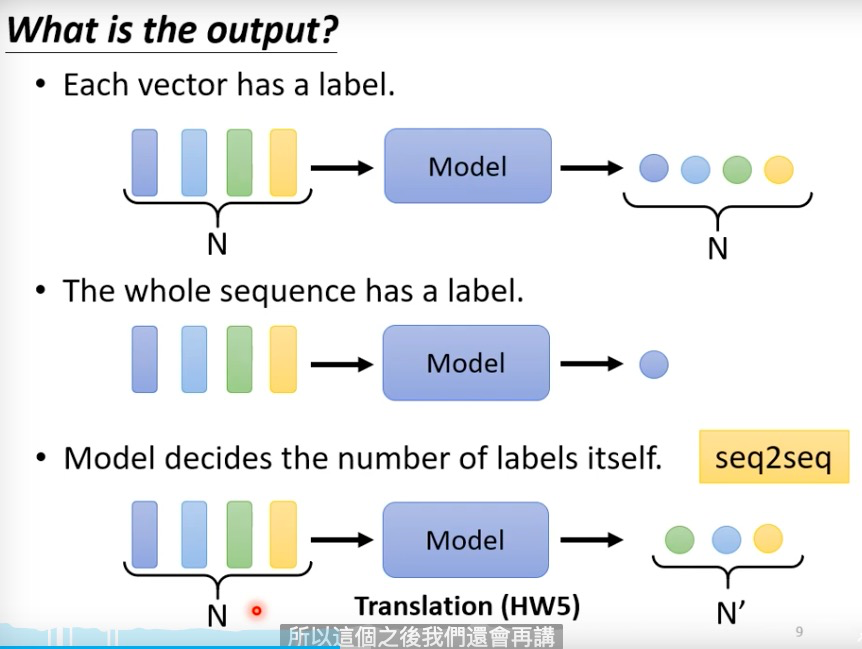 What is the output?
• Each vector has a label.
Model
N
N
• The whole sequence has a label.
Model
• Model decides the number of labels itself.
seq2seq
Model
N
Translation (HW5)
N’
所以這個之後我們還會再講
9